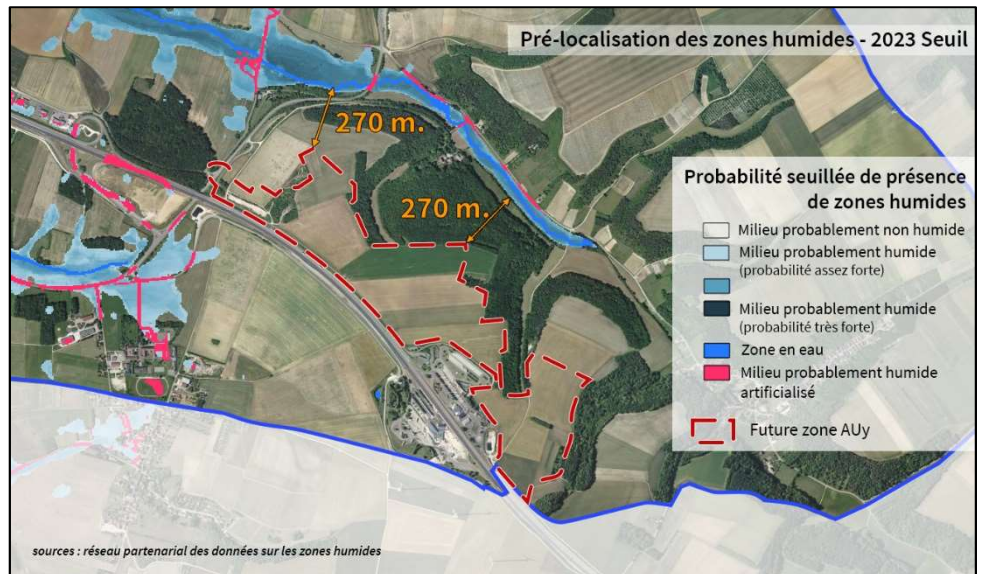 Pré-localisation des zones humides - 2023 Seuil
270 m.
270 m.
Probabilité seuillée de présence
de zones humides
Milieu probablement non humide
Milieu probablement humide
(probabilité assez forte)
Milieu probablement humide
(probabilité très forte)
Zone en eau
Milieu probablement humide
artificialisé
Future zone AUy
sources : réseau partenarial des données sur les zones humides